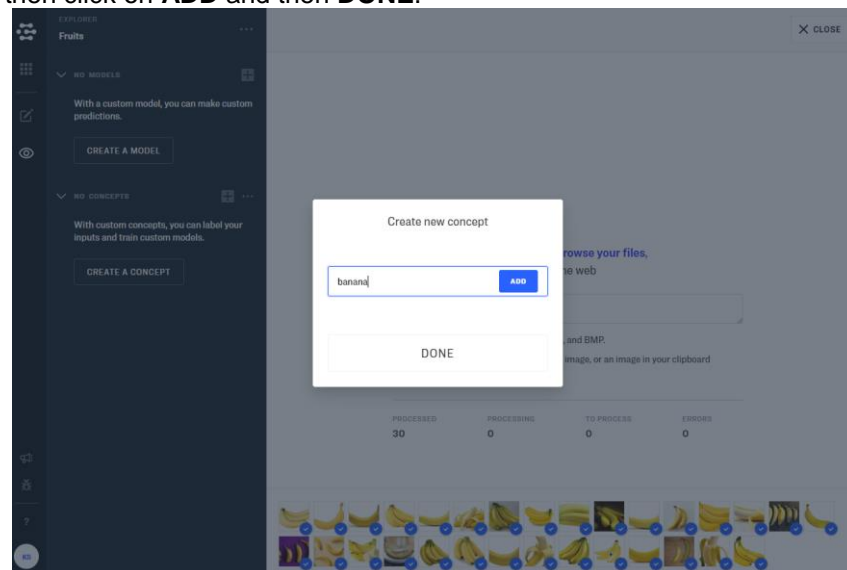 then click on ADD and then DONE.
EXPLORER
Fruits
CLOSE
NO MODELS
With a custom model, you can make custom
predictions.
CREATE A MODEL
NO CONCEPTS
With custom concepts, you can label your
inputs and train custom models.
CREATE A CONCEPT
Create new concept
banana
ADD
DONE
rowse your files,
he web
, and BMP.
image, or an image in your clipboard
PROCESSED PROCESSING TO PROCESS ERRORS
30 0 0 0
?
KS